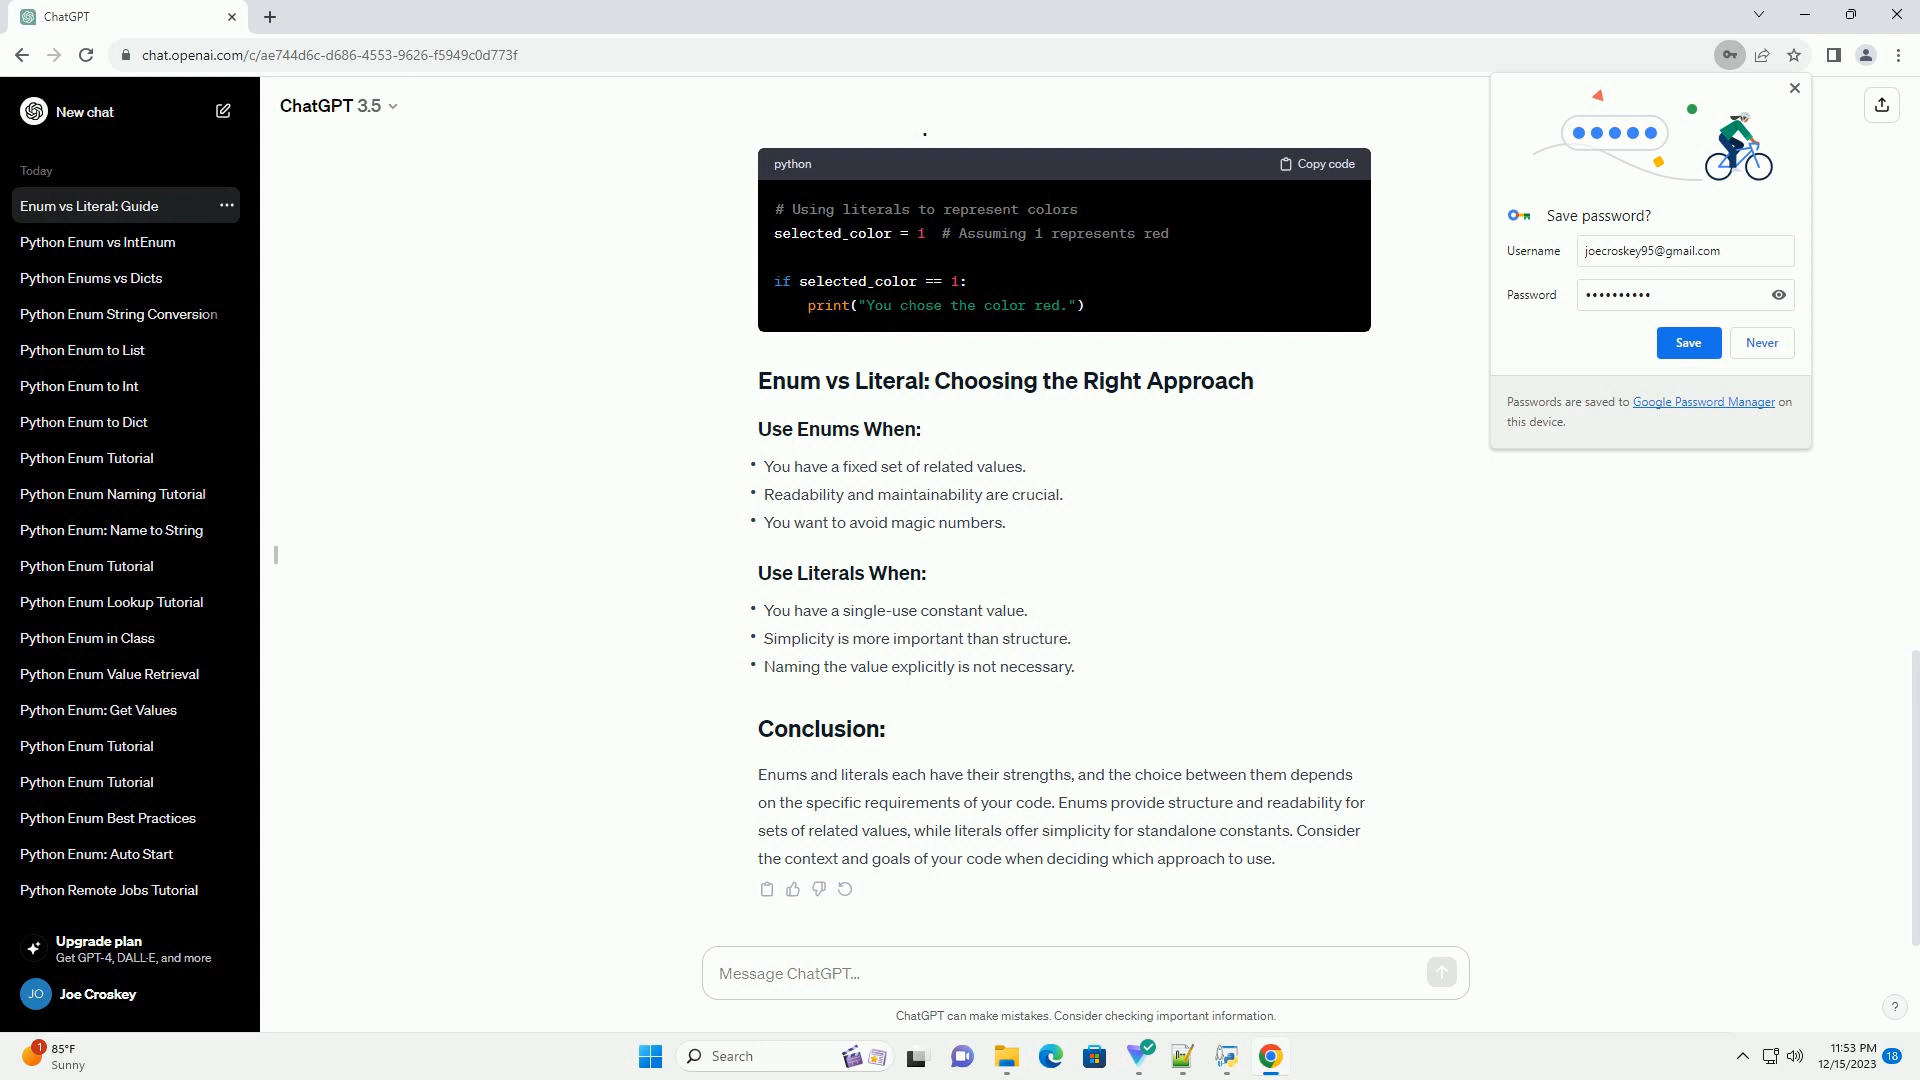 ChatGPT
chat.openai.com/c/ae744d6c-d686-4553-9626-f5949c0d773f
New chat
Today
Enum vs Literal: Guide
Python Enum vs IntEnum
Python Enums vs Dicts
Python Enum String Conversion
Python Enum to List
Python Enum to Int
Python Enum to Dict
Python Enum Tutorial
Python Enum Naming Tutorial
Python Enum: Name to String
Python Enum Tutorial
Python Enum Lookup Tutorial
Python Enum in Class
Python Enum Value Retrieval
Python Enum: Get Values
Python Enum Tutorial
Python Enum Tutorial
Python Enum Best Practices
Python Enum: Auto Start
Python Remote Jobs Tutorial
Upgrade plan
Get GPT-4, DALL·E, and more
JO Joe Croskey
ChatGPT 3.5
python Copy code
# Using literals to represent colors
selected_color = 1  # Assuming 1 represents red
if selected_color == 1:
    print("You chose the color red.")
Enum vs Literal: Choosing the Right Approach
Use Enums When:
• You have a fixed set of related values.
• Readability and maintainability are crucial.
• You want to avoid magic numbers.
Use Literals When:
• You have a single-use constant value.
• Simplicity is more important than structure.
• Naming the value explicitly is not necessary.
Conclusion:
Enums and literals each have their strengths, and the choice between them depends
on the specific requirements of your code. Enums provide structure and readability for
sets of related values, while literals offer simplicity for standalone constants. Consider
the context and goals of your code when deciding which approach to use.
Message ChatGPT...
ChatGPT can make mistakes. Consider checking important information.
?
Save password?
Username joecroskey95@gmail.com
Password ••••••••••
Save Never
Passwords are saved to Google Password Manager on
this device.
1
85°F
Sunny
Search
11:53 PM
12/15/2023
18